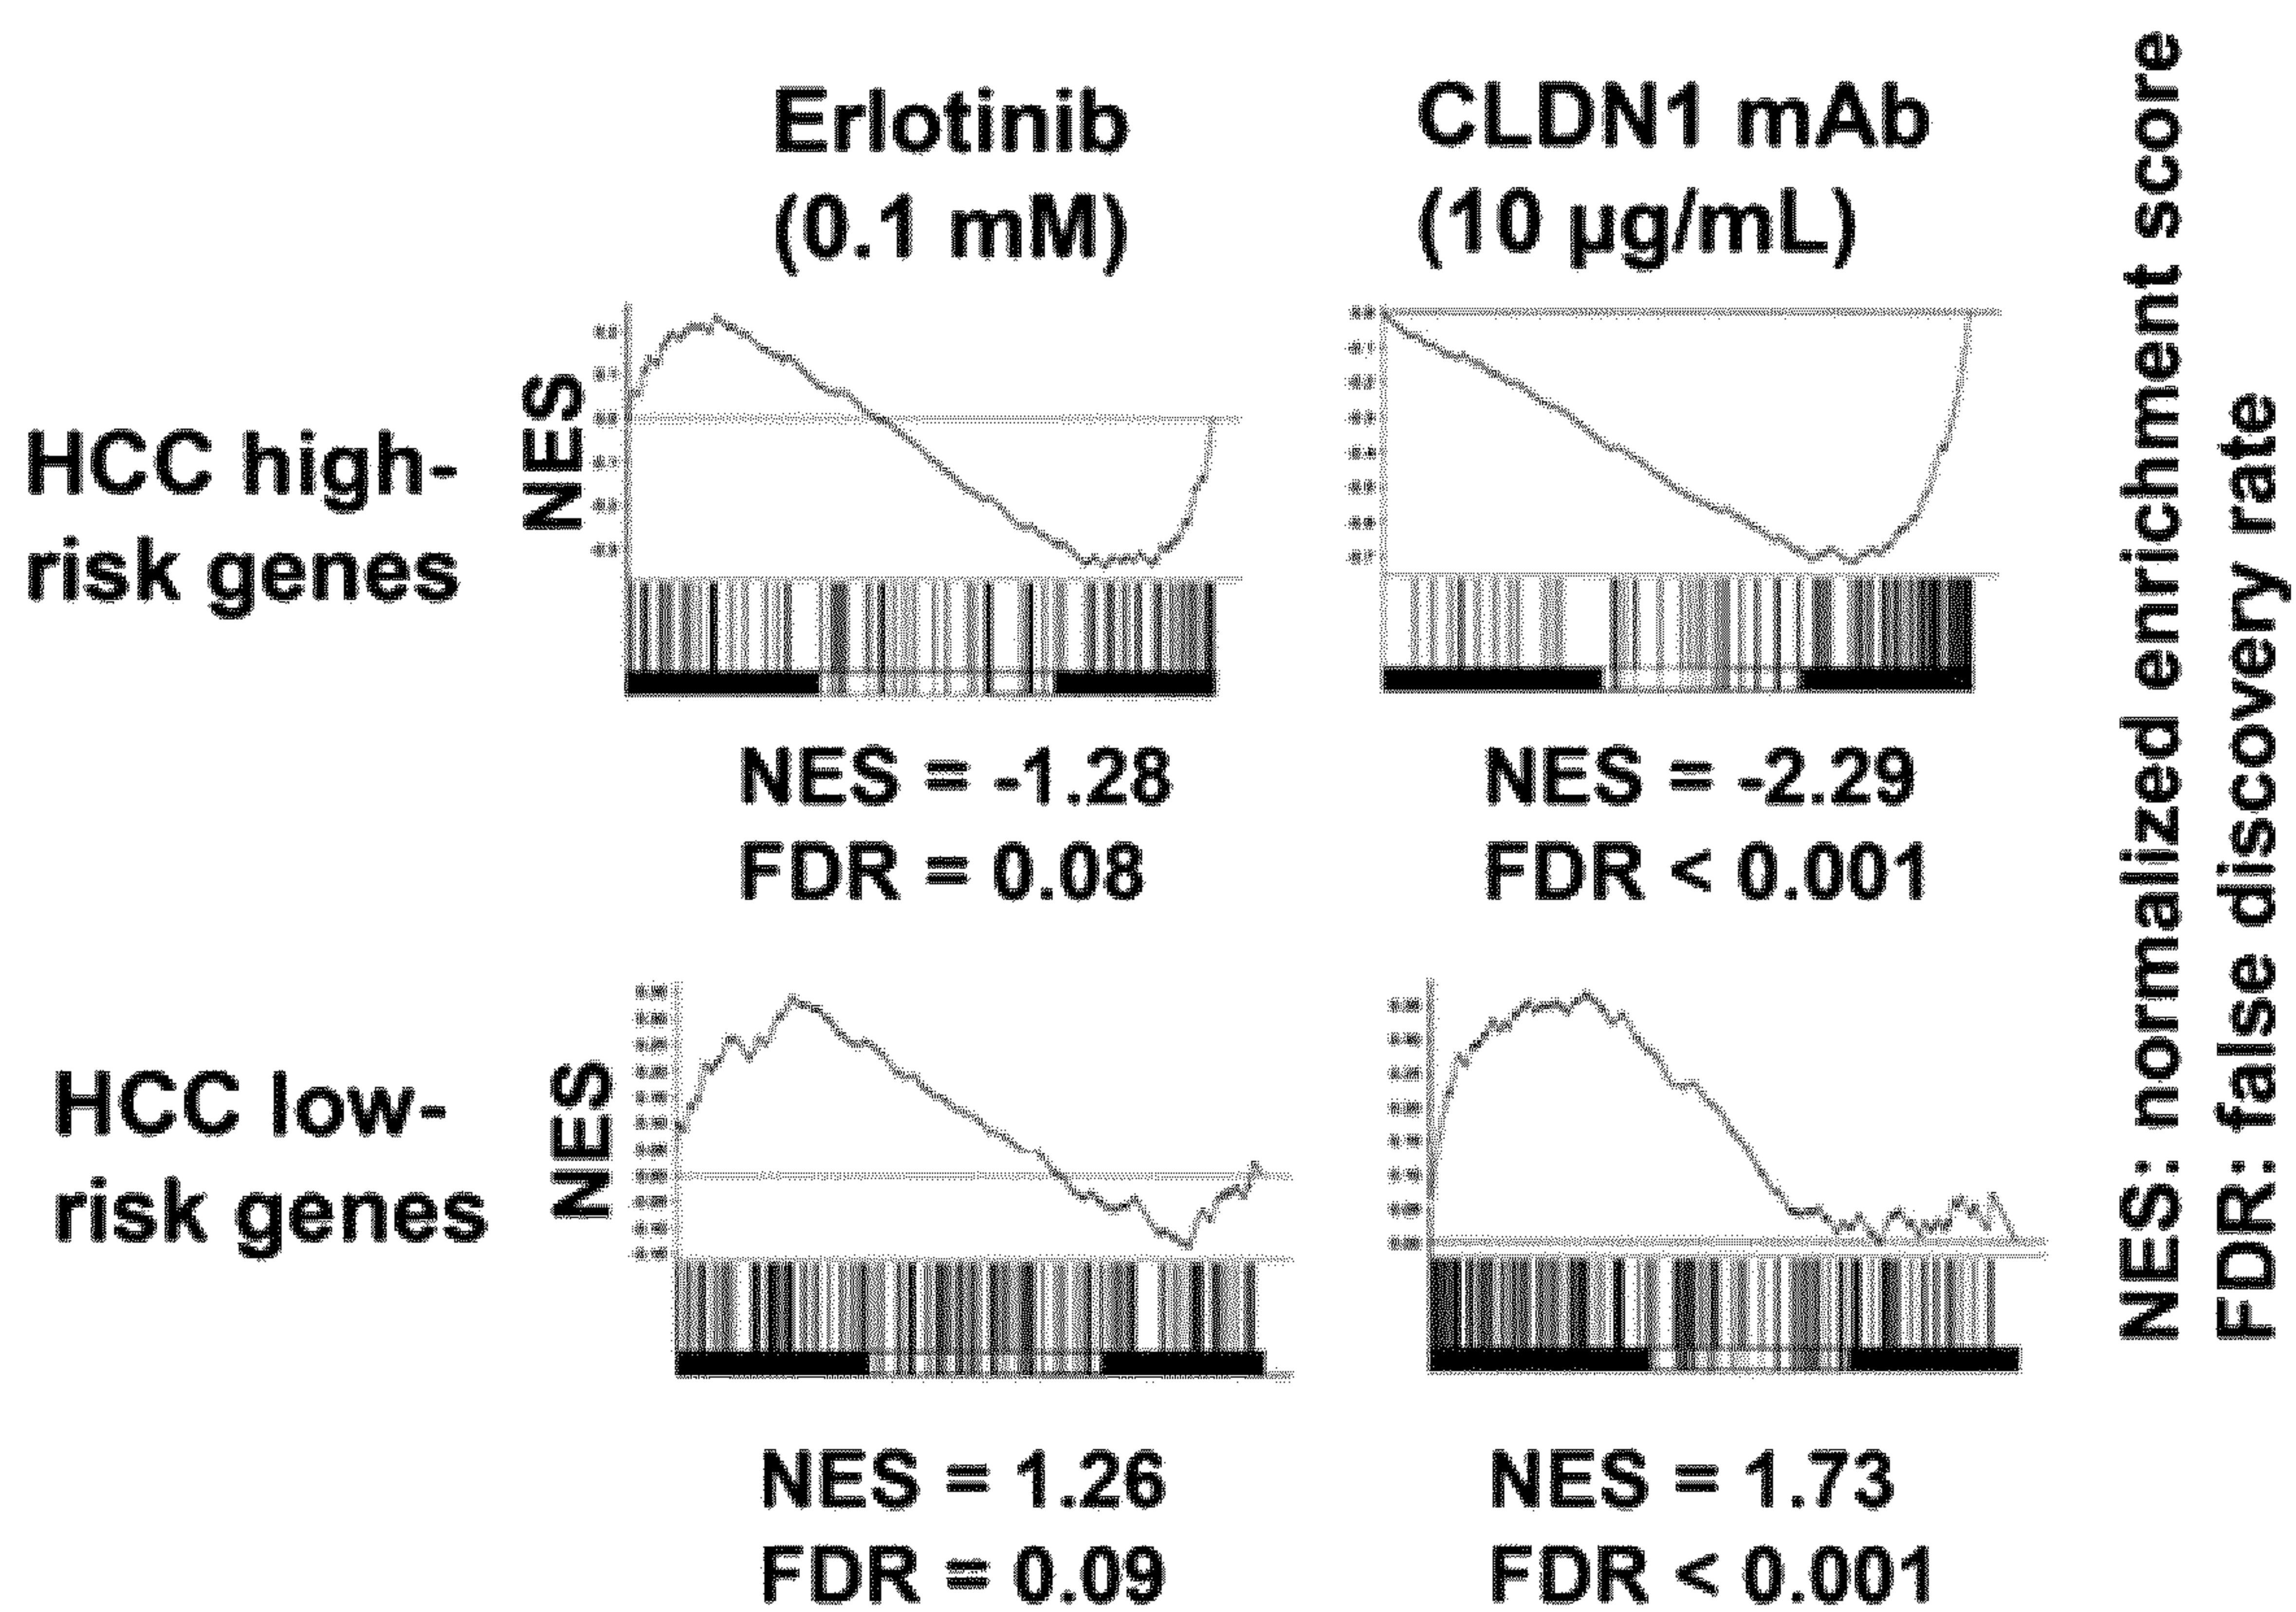 Erlotinib
(0.1 mM)
CLDN1 mAb
(10 µg/mL)
HCC high-
risk genes
NES
NES = -1.28
FDR = 0.08
NES = -2.29
FDR < 0.001
HCC low-
risk genes
NES
NES = 1.26
FDR = 0.09
NES = 1.73
FDR < 0.001
NES: normalized enrichment score
FDR: false discovery rate